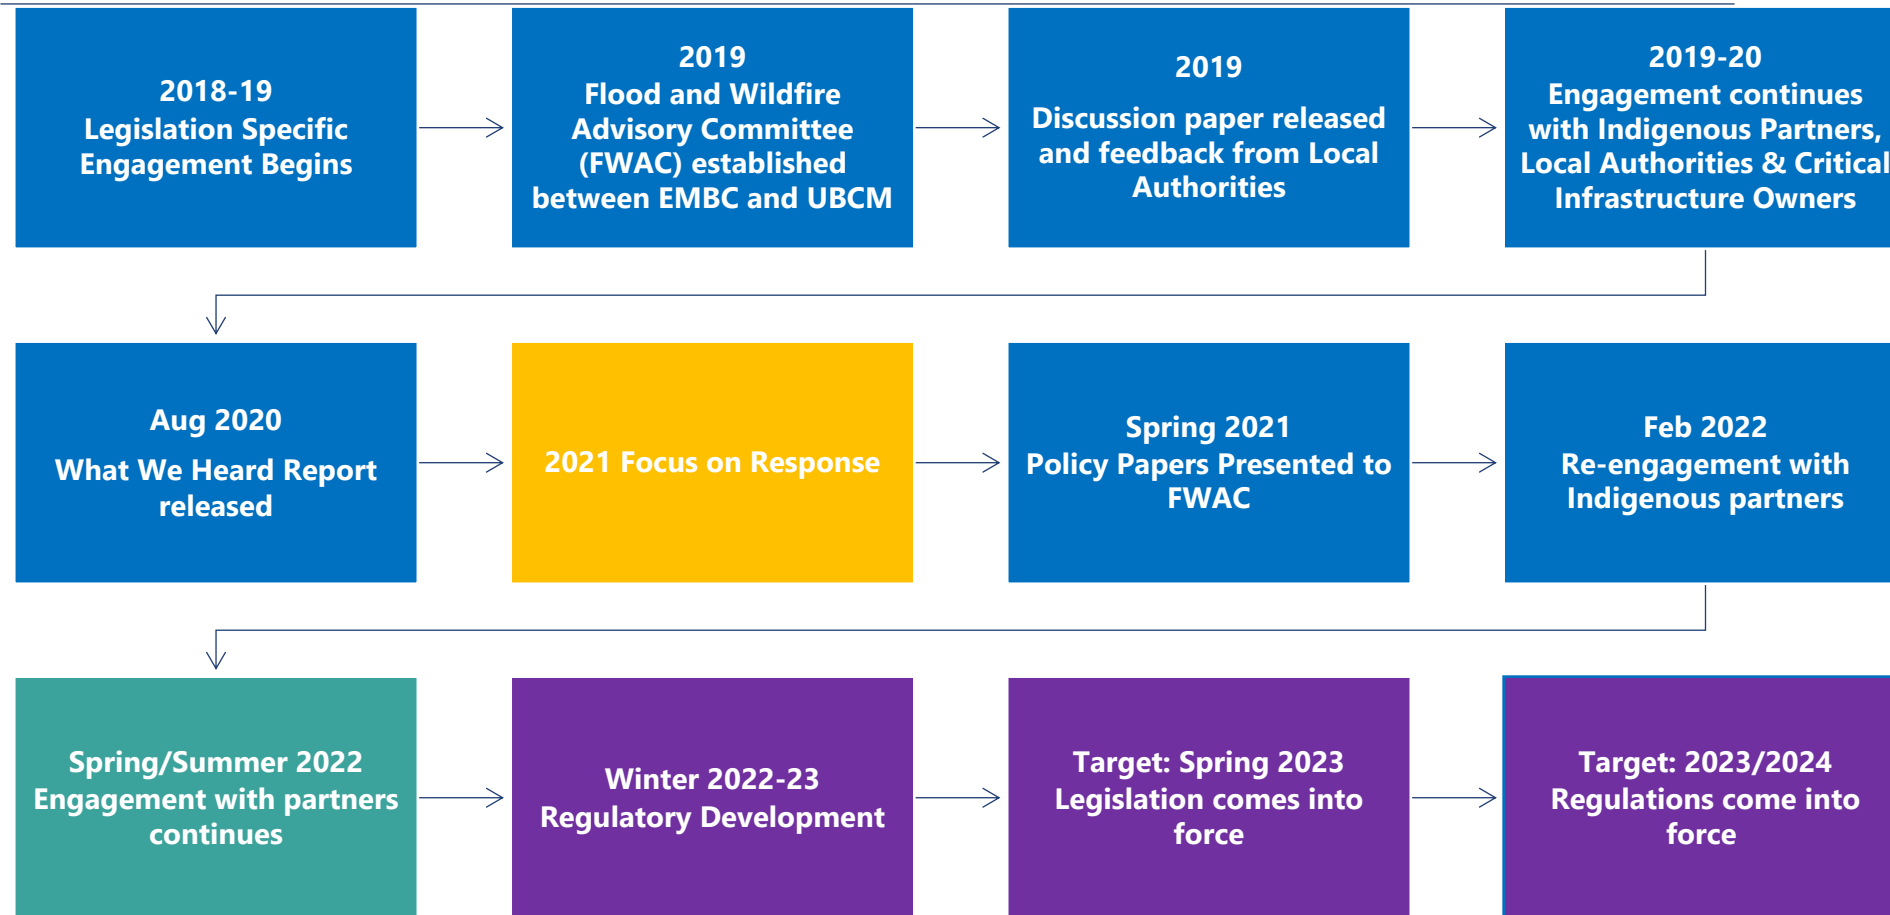 2018-19
Legislation Specific
Engagement Begins
2019
Flood and Wildfire
Advisory Committee
(FWAC) established
between EMBC and UBCM
2019
Discussion paper released
and feedback from Local
Authorities
2019-20
Engagement continues
with Indigenous Partners,
Local Authorities & Critical
Infrastructure Owners
Aug 2020
What We Heard Report
released
2021 Focus on Response
Spring 2021
Policy Papers Presented to
FWAC
Feb 2022
Re-engagement with
Indigenous partners
Spring/Summer 2022
Engagement with partners
continues
Winter 2022-23
Regulatory Development
Target: Spring 2023
Legislation comes into
force
Target: 2023/2024
Regulations come into
force